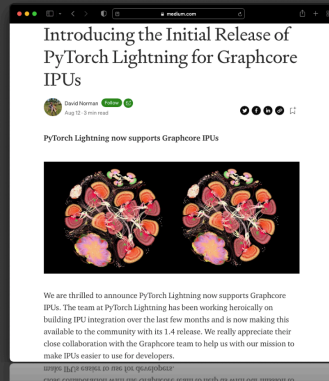 medium.com
Introducing the Initial Release of
PyTorch Lightning for Graphcore
IPUs
David Norman Follow
Aug 12 · 3 min read
PyTorch Lightning now supports Graphcore IPUs
We are thrilled to announce PyTorch Lightning now supports Graphcore
IPUs. The team at PyTorch Lightning has been working heroically on
building IPU integration over the last few months and is now making this
available to the community with its 1.4 release. We really appreciate their
close collaboration with the Graphcore team to help us with our mission to
make IPUs easier to use for developers.